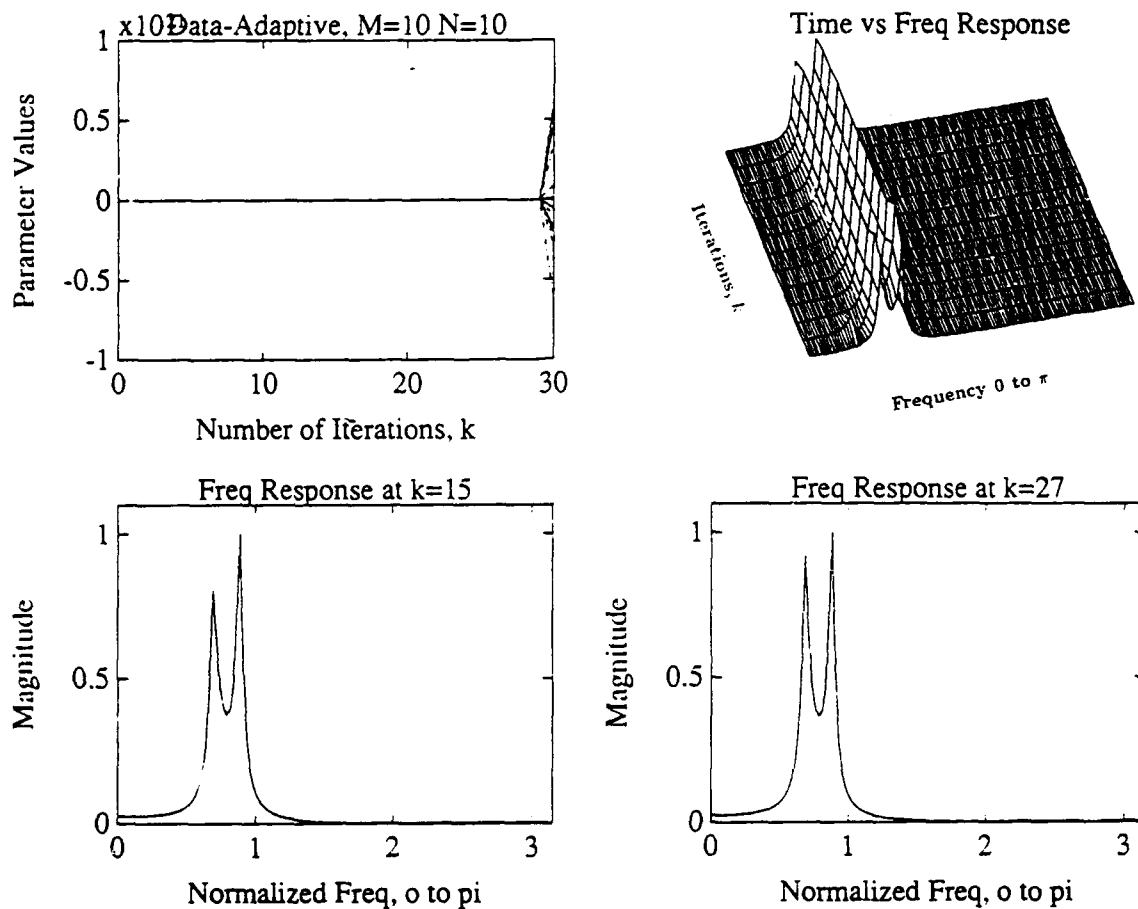 Data-Adaptive, M=10 N=10
1
0.5
0
-0.5
-1
Parameter Values
0
10
20
30
Number of Iterations, k
Time vs Freq Response
Iterations, k
Frequency 0 to π
Freq Response at k=15
1
0.5
0
Magnitude
0
1
2
3
Normalized Freq, o to pi
Freq Response at k=27
1
0.5
0
Magnitude
0
1
2
3
Normalized Freq, o to pi